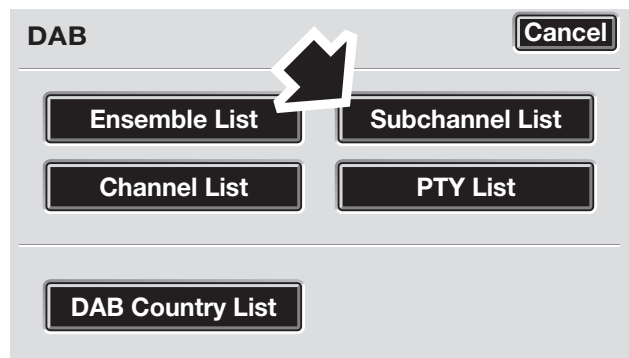 DAB
Cancel
Ensemble List
Subchannel List
Channel List
PTY List
DAB Country List